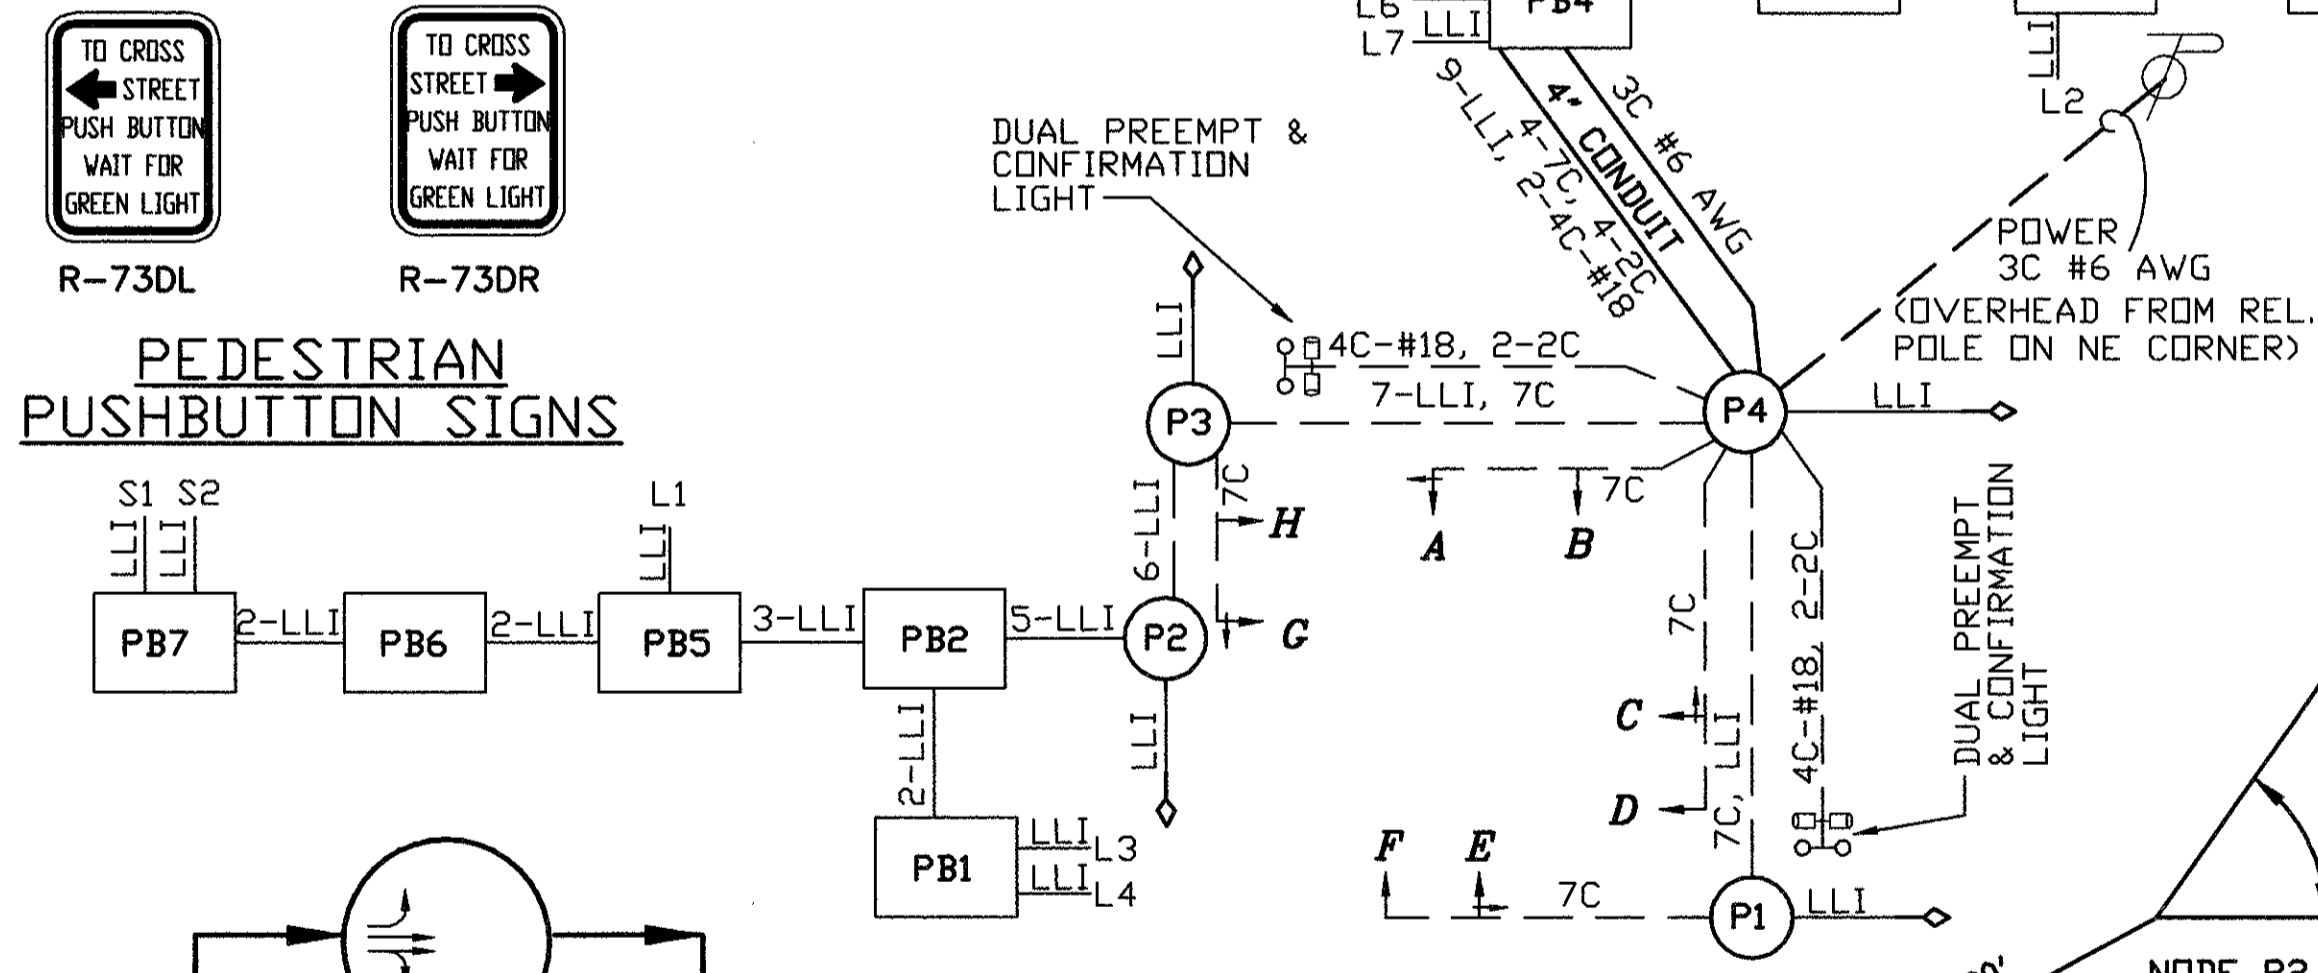 TO CROSS
STREET
PUSH BUTTON
WAIT FOR
GREEN LIGHT
R-73DL
TO CROSS
STREET
PUSH BUTTON
WAIT FOR
GREEN LIGHT
R-73DR
PEDESTRIAN
PUSHBUTTON SIGNS
L6
LLI
L7
PB4
LLI
L2
9-LLI, 2-4C-#18
4-7C, 4-2C
4" CONDUIT
3C #6 AWG
DUAL PREEMPT &
CONFIRMATION
LIGHT
POWER
3C #6 AWG
(OVERHEAD FROM REL.
POLE ON NE CORNER)
LLI
4C-#18, 2-2C
7-LLI, 7C
P3
P4
LLI
7C
A
B
6-LLI
7C
H
G
S1
S2
LLI
LLI
L1
LLI
PB7
2-LLI
PB6
2-LLI
PB5
3-LLI
PB2
5-LLI
P2
LLI
2-LLI
PB1
LLI
L3
LLI
L4
7C
C
D
7C, LLI
4C-#18, 2-2C
DUAL PREEMPT
& CONFIRMATION
LIGHT
F
E
7C
P1
LLI